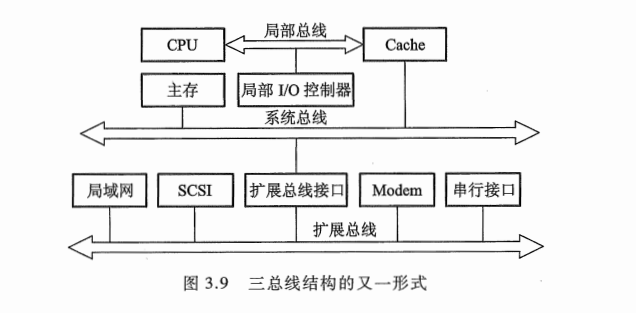 局部总线
CPU
Cache
主存
局部 I/O 控制器
系统总线
局域网
SCSI
扩展总线接口
Modem
串行接口
扩展总线
图 3.9 三总线结构的又一形式